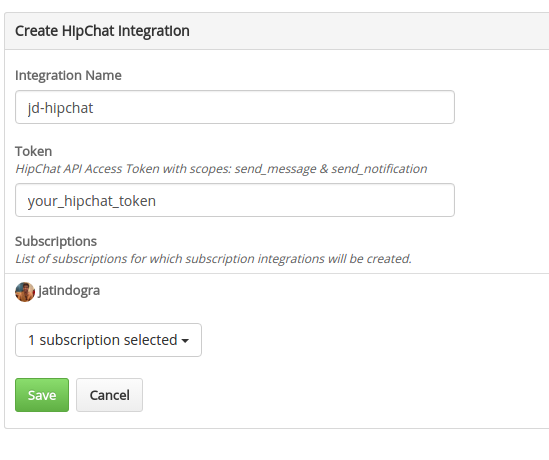 Create HipChat Integration
Integration Name
jd-hipchat
Token
HipChat API Access Token with scopes: send_message & send_notification
your_hipchat_token
Subscriptions
List of subscriptions for which subscription integrations will be created.
jatindogra
1 subscription selected
Save Cancel